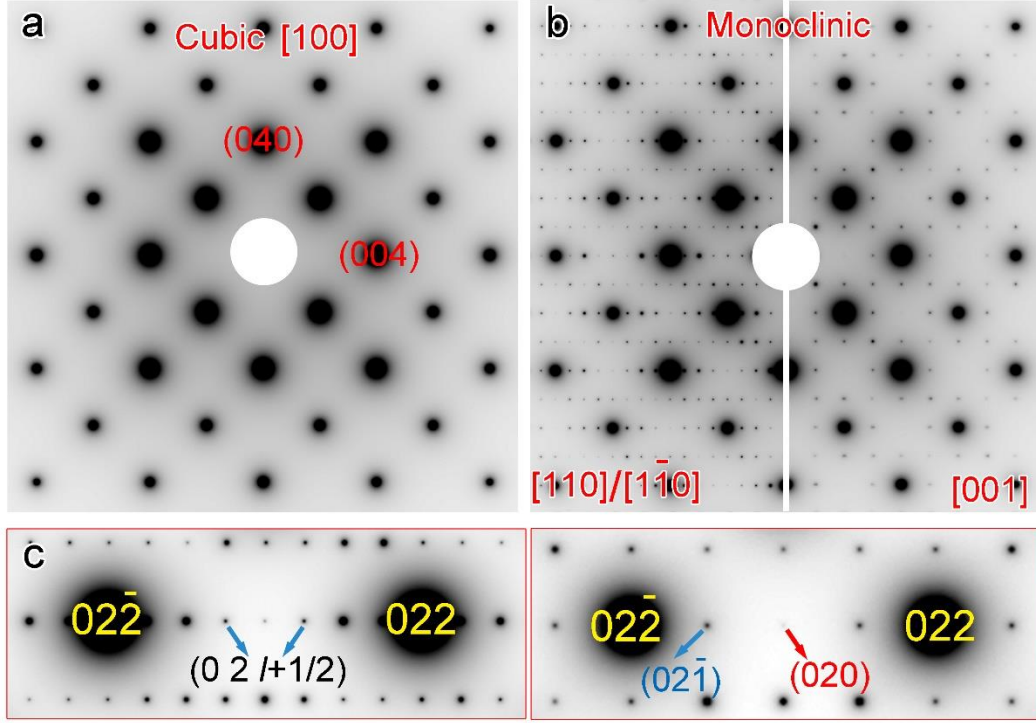 a
Cubic [100]
(040)
(004)
b
Monoclinic
[110]/[11̄0]
[001]
c
022̄
022
(0 2 /+1/2)
022̄
022
(021̄)
(020)